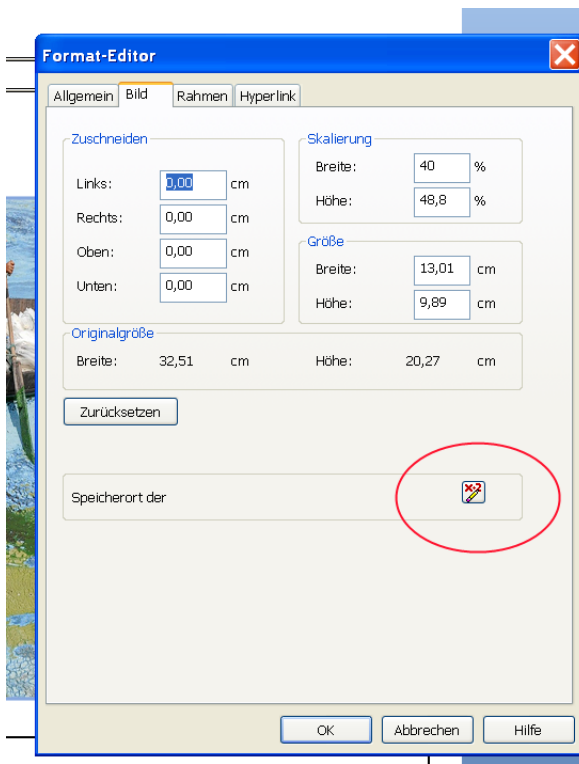 Format-Editor
Allgemein Bild Rahmen Hyperlink
Zuschneiden
Links: 0,00 cm
Rechts: 0,00 cm
Oben: 0,00 cm
Unten: 0,00 cm
Skalierung
Breite: 40 %
Höhe: 48,8 %
Größe
Breite: 13,01 cm
Höhe: 9,89 cm
Originalgröße
Breite: 32,51 cm Höhe: 20,27 cm
Zurücksetzen
Speicherort der
x-2
OK Abbrechen Hilfe